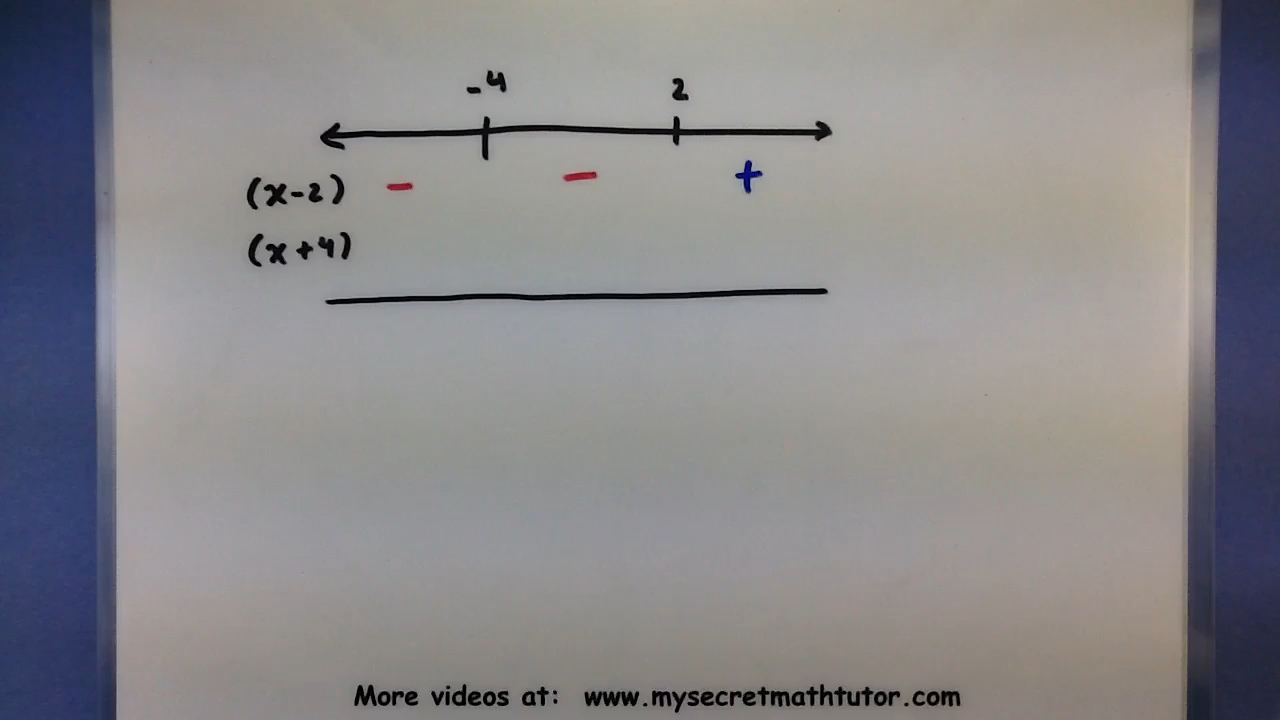 -4 2
(x-2) - - +
(x+4)
More videos at: www.mysecretmathtutor.com